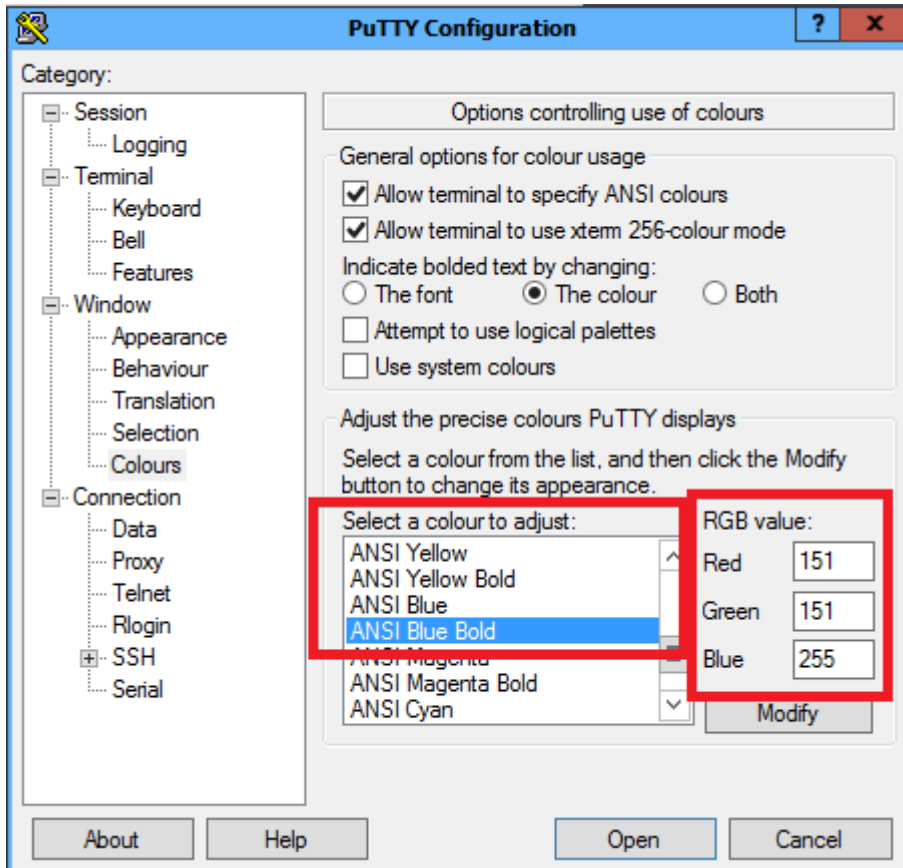 PuTTY Configuration
?
x
Category:
Session
Logging
Terminal
Keyboard
Bell
Features
Window
Appearance
Behaviour
Translation
Selection
Colours
Connection
Data
Proxy
Telnet
Rlogin
SSH
Serial
Options controlling use of colours
General options for colour usage
Allow terminal to specify ANSI colours
Allow terminal to use xterm 256-colour mode
Indicate bolded text by changing:
The font The colour Both
Attempt to use logical palettes
Use system colours
Adjust the precise colours PuTTY displays
Select a colour from the list, and then click the Modify
button to change its appearance.
Select a colour to adjust:
ANSI Yellow
ANSI Yellow Bold
ANSI Blue
ANSI Blue Bold
ANSI Magenta
ANSI Magenta Bold
ANSI Cyan
RGB value:
Red 151
Green 151
Blue 255
Modify
About Help Open Cancel